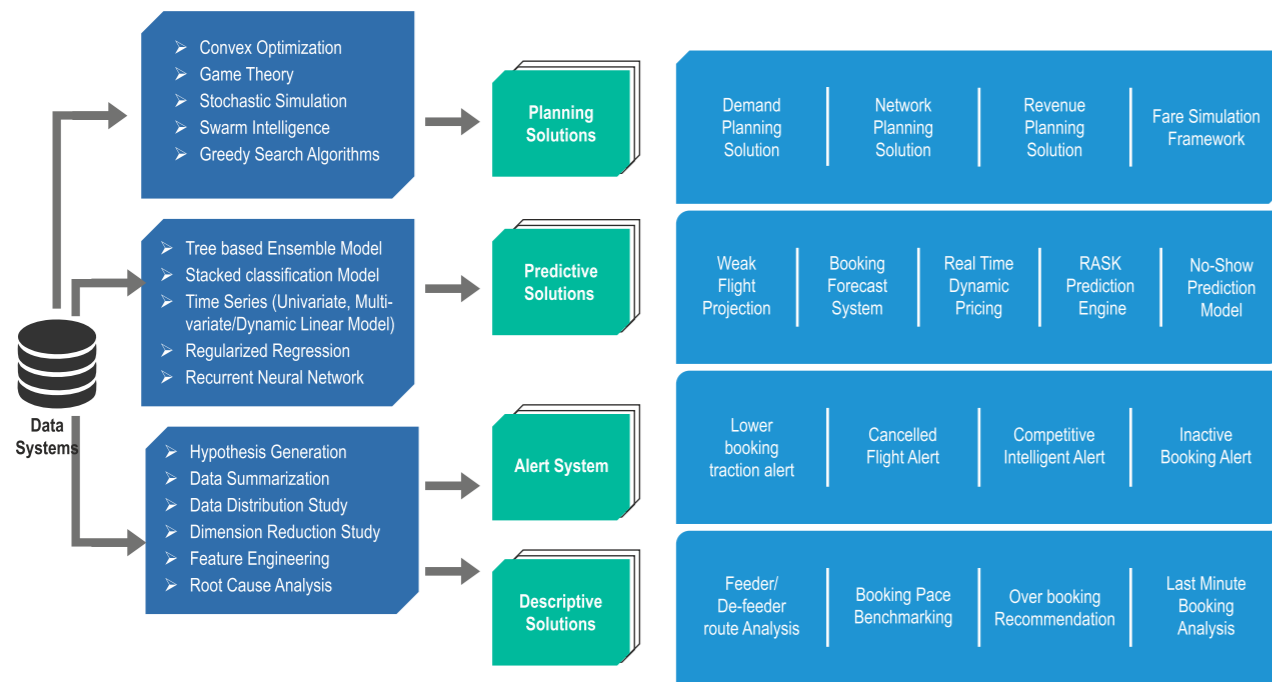 Data
Systems
Convex Optimization
Game Theory
Stochastic Simulation
Swarm Intelligence
Greedy Search Algorithms
Planning
Solutions
Demand
Planning
Solution
Network
Planning
Solution
Revenue
Planning
Solution
Fare Simulation
Framework
Tree based Ensemble Model
Stacked classification Model
Time Series (Univariate, Multi-
variate/Dynamic Linear Model)
Regularized Regression
Recurrent Neural Network
Predictive
Solutions
Weak
Flight
Projection
Booking
Forecast
System
Real Time
Dynamic
Pricing
RASK
Prediction
Engine
No-Show
Prediction
Model
Hypothesis Generation
Data Summarization
Data Distribution Study
Dimension Reduction Study
Feature Engineering
Root Cause Analysis
Alert System
Lower
booking
traction alert
Cancelled
Flight Alert
Competitive
Intelligent Alert
Inactive
Booking Alert
Descriptive
Solutions
Feeder/
De-feeder
route Analysis
Booking Pace
Benchmarking
Over booking
Recommendation
Last Minute
Booking
Analysis